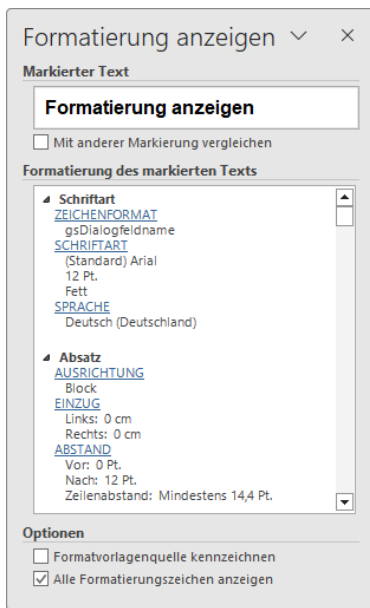 Formatierung anzeigen
Markierter Text
Formatierung anzeigen
Mit anderer Markierung vergleichen
Formatierung des markierten Texts
Schriftart
ZEICHENFORMAT
gsDialogfeldname
SCHRIFTART
(Standard) Arial
12 Pt.
Fett
SPRACHE
Deutsch (Deutschland)
Absatz
AUSRICHTUNG
Block
EINZUG
Links: 0 cm
Rechts: 0 cm
ABSTAND
Vor: 0 Pt.
Nach: 12 Pt.
Zeilenabstand: Mindestens 14,4 Pt.
Optionen
Formatvorlagenquelle kennzeichnen
Alle Formatierungszeichen anzeigen